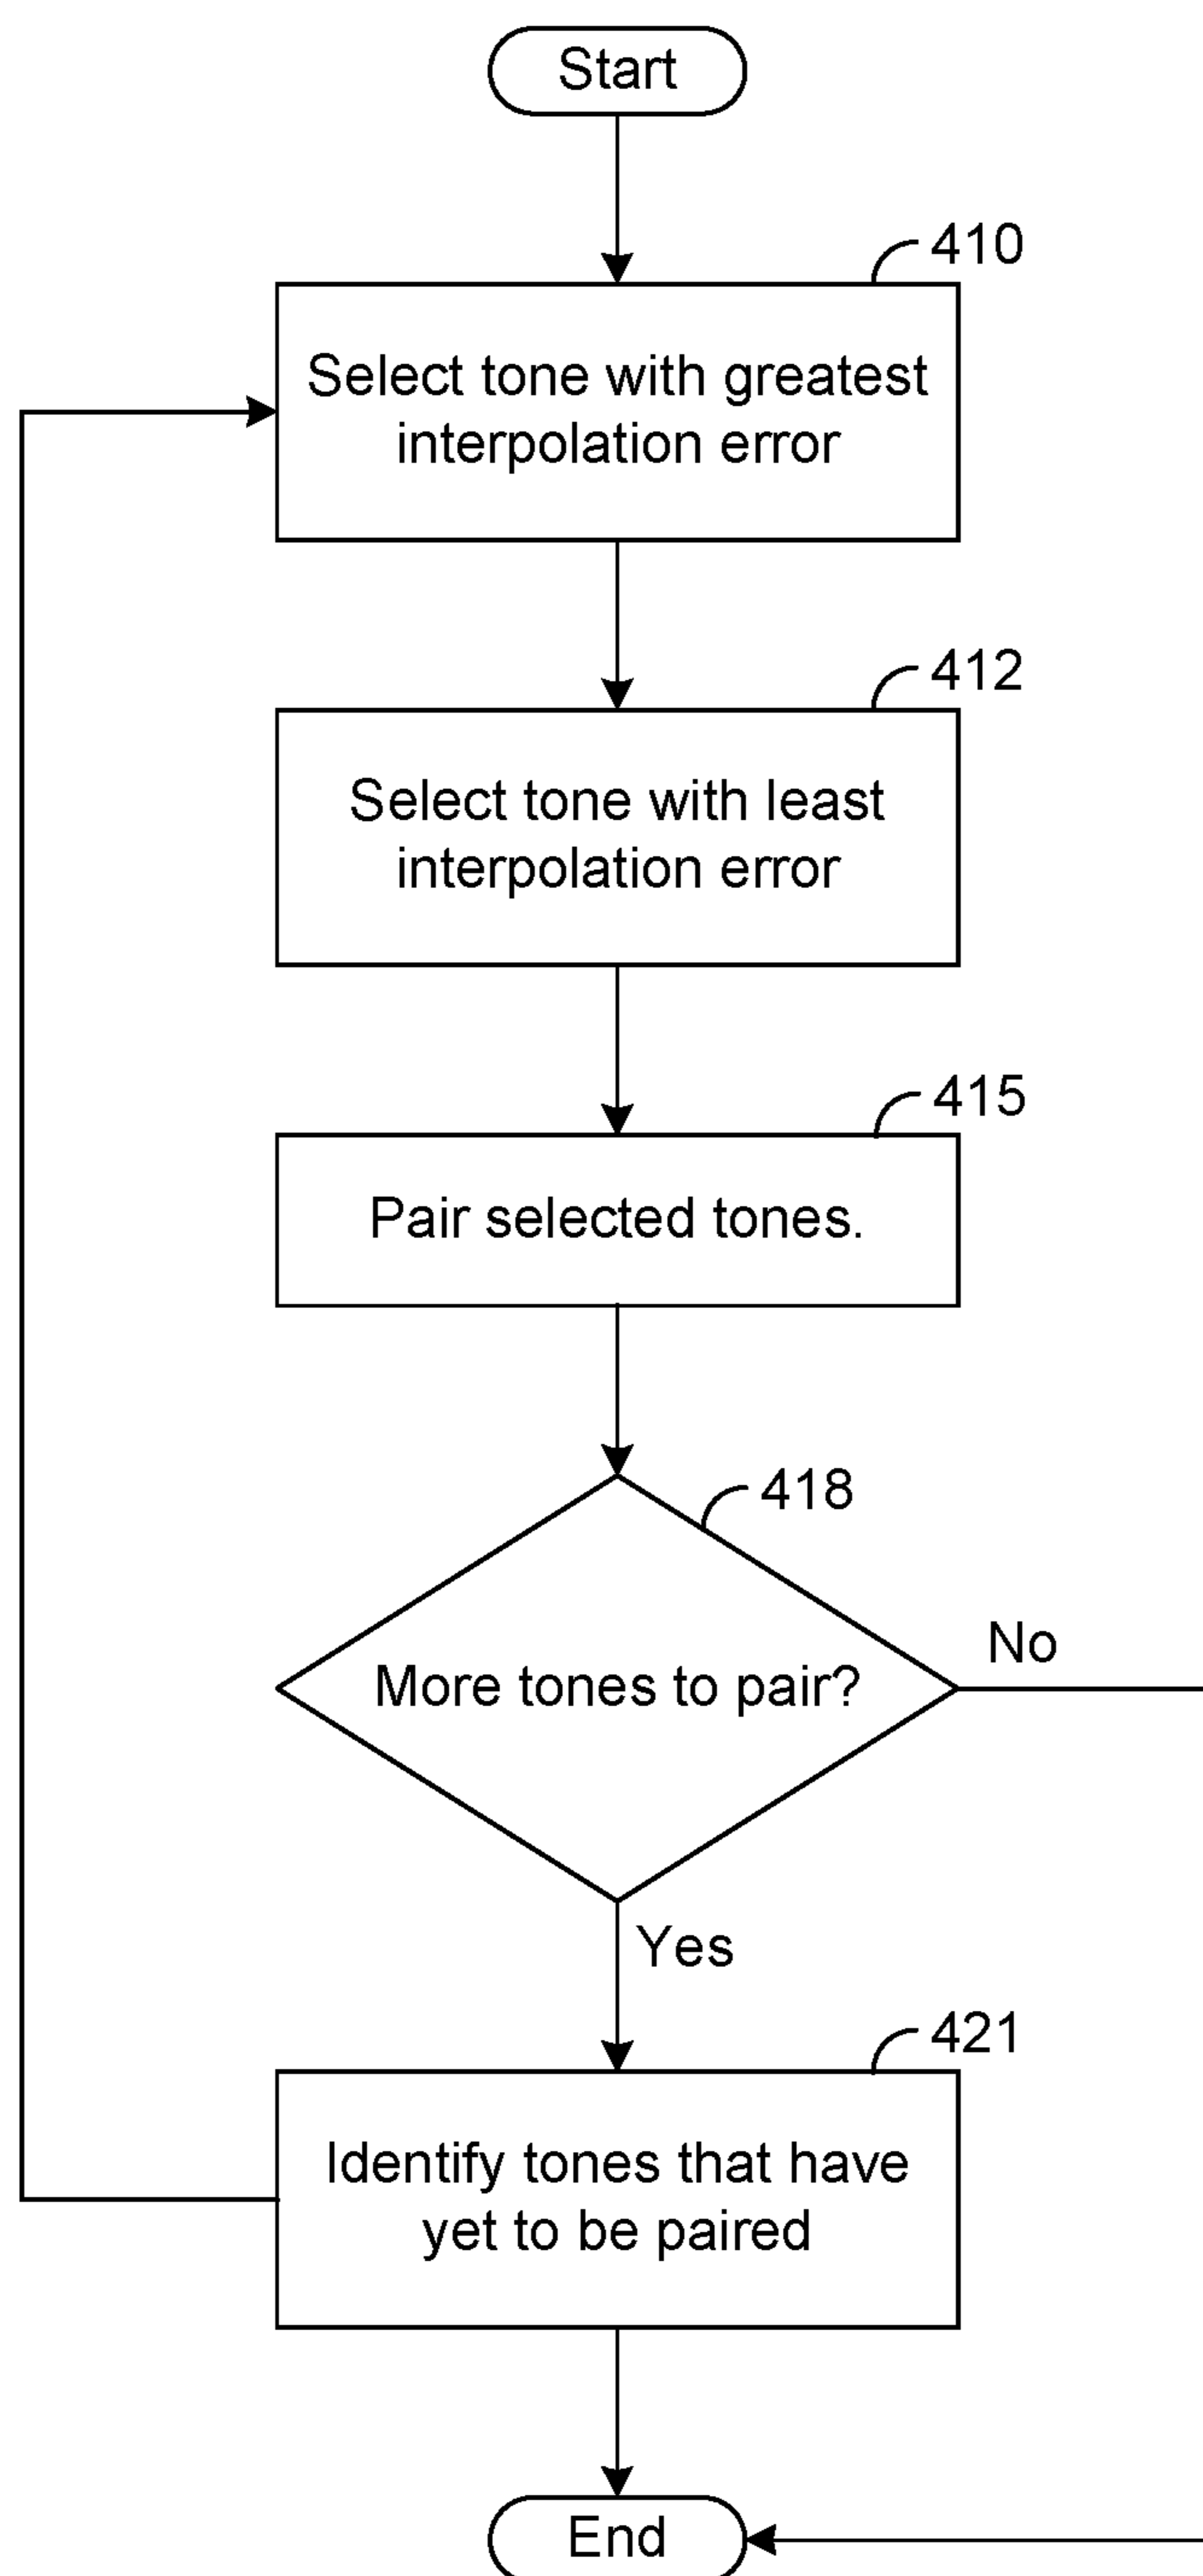 Start
410
Select tone with greatest
interpolation error
412
Select tone with least
interpolation error
415
Pair selected tones.
418
More tones to pair?
No
Yes
421
Identify tones that have
yet to be paired
End